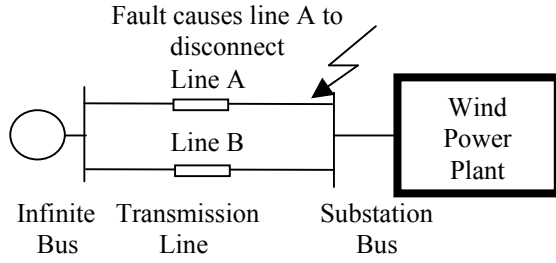 Fault causes line A to
disconnect
Line A
Line B
Wind
Power
Plant
Infinite
Bus
Transmission
Line
Substation
Bus